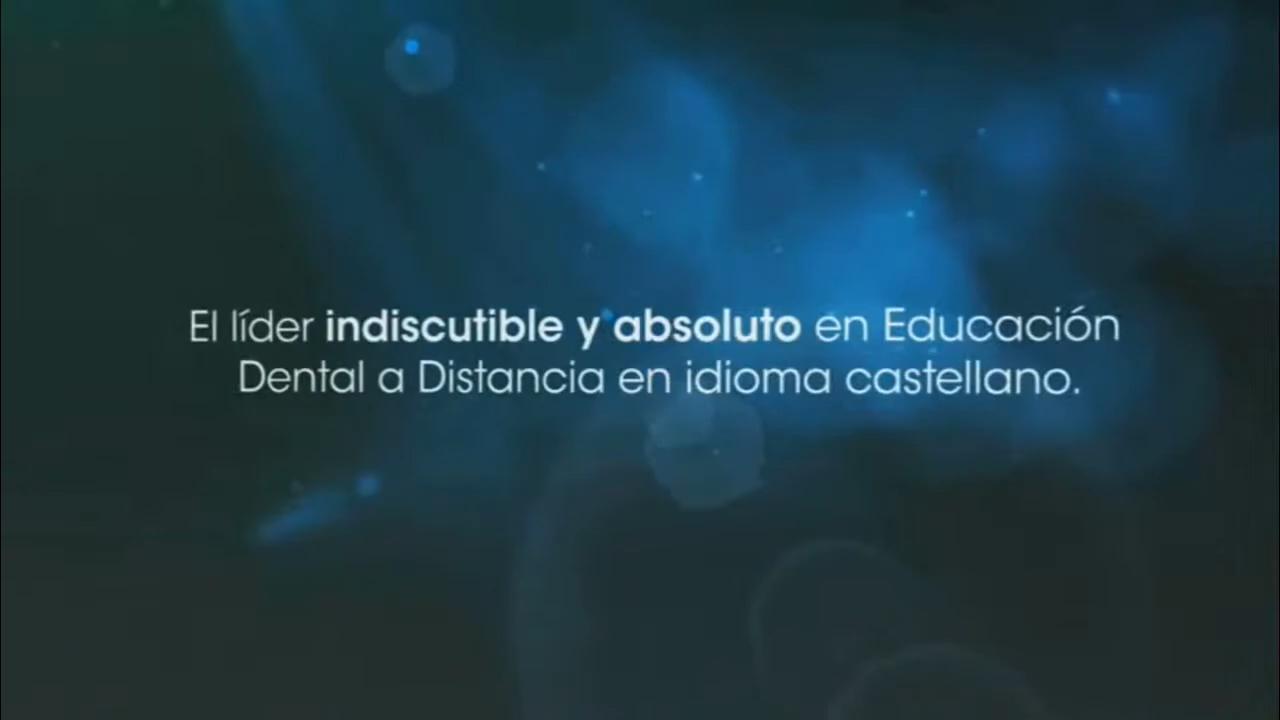 El líder indiscutible y absoluto en Educación
Dental a Distancia en idioma castellano.